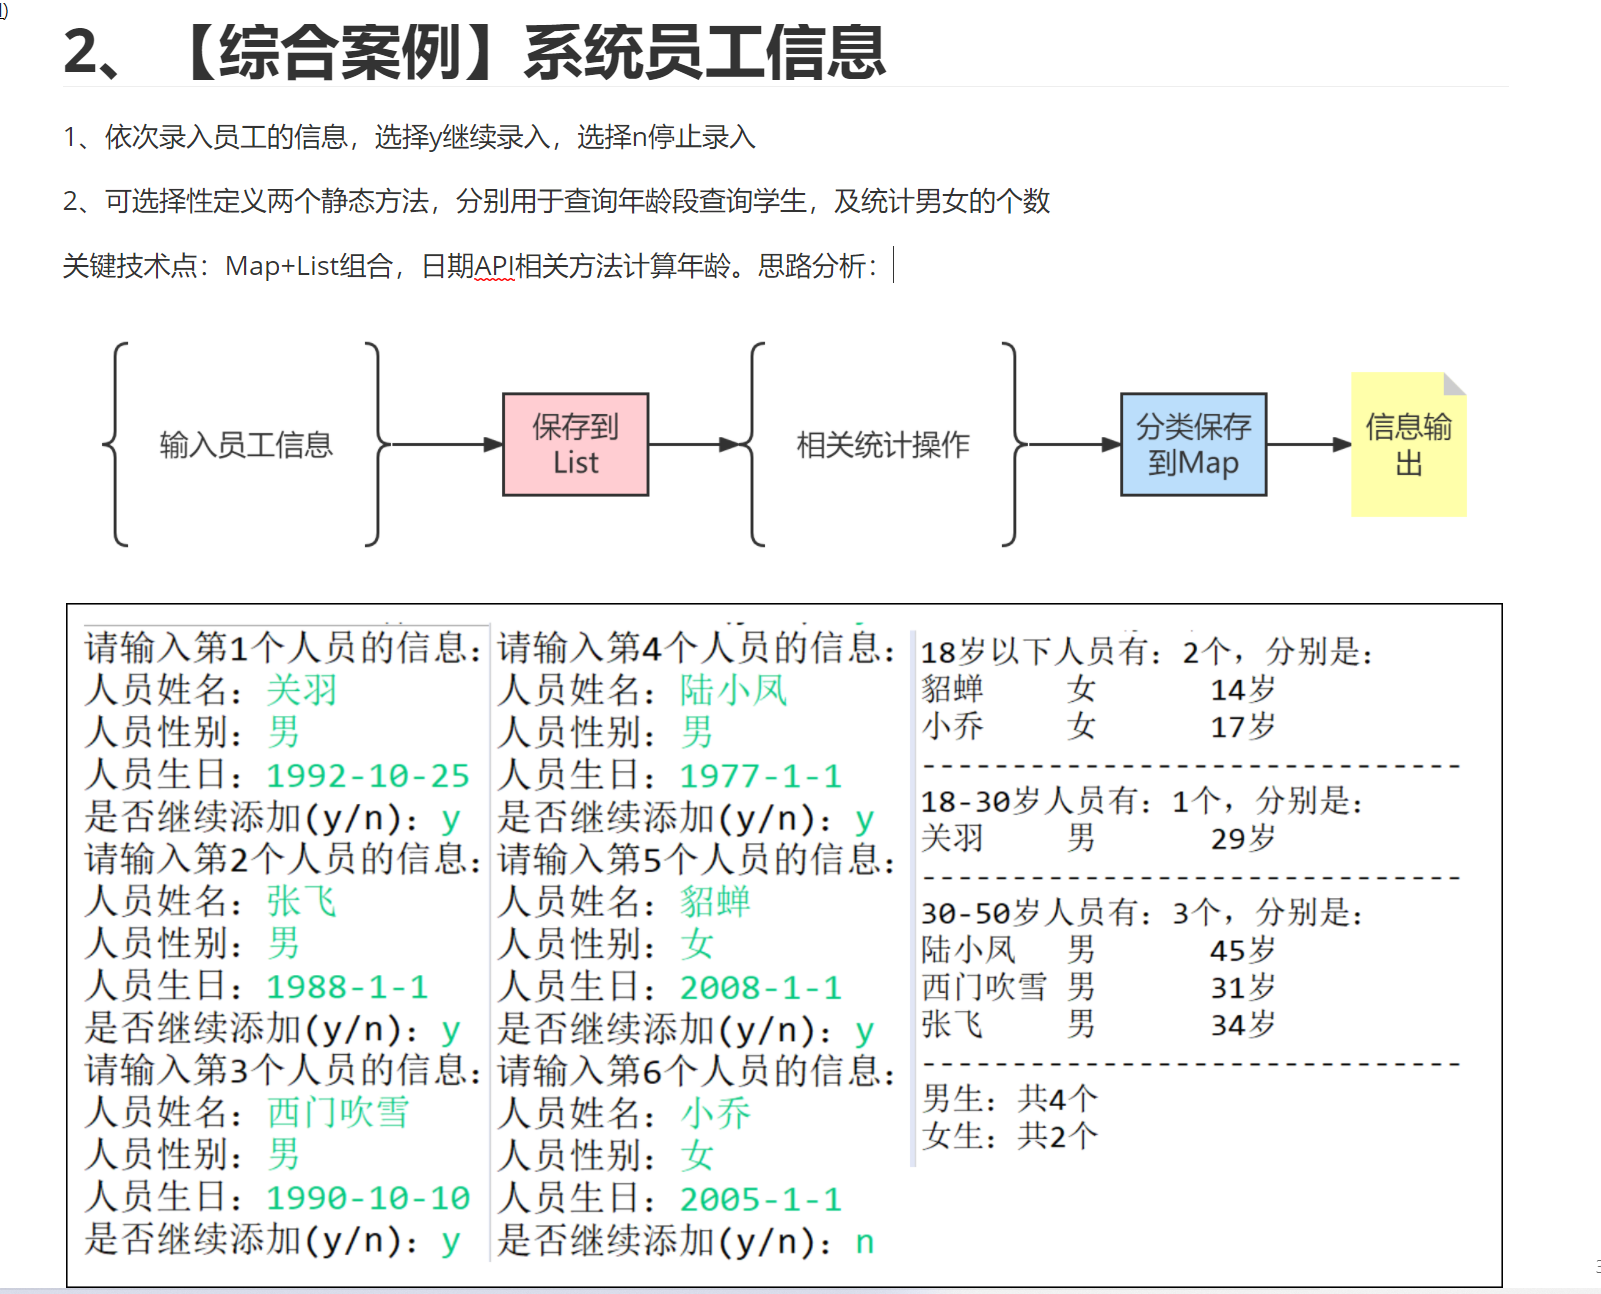 2、【综合案例】系统员工信息
1、依次录入员工的信息，选择y继续录入，选择n停止录入
2、可选择性定义两个静态方法，分别用于查询年龄段查询学生，及统计男女的个数
关键技术点：Map+List组合，日期API相关方法计算年龄。思路分析：
输入员工信息
保存到
List
相关统计操作
分类保存
到Map
信息输
出
请输入第1个人员的信息：
人员姓名：关羽
人员性别：男
人员生日：1992-10-25
是否继续添加(y/n)：y
请输入第2个人员的信息：
人员姓名：张飞
人员性别：男
人员生日：1988-1-1
是否继续添加(y/n)：y
请输入第3个人员的信息：
人员姓名：西门吹雪
人员性别：男
人员生日：1990-10-10
是否继续添加(y/n)：y
请输入第4个人员的信息：
人员姓名：陆小凤
人员性别：男
人员生日：1977-1-1
是否继续添加(y/n)：y
请输入第5个人员的信息：
人员姓名：貂蝉
人员性别：女
人员生日：2008-1-1
是否继续添加(y/n)：y
请输入第6个人员的信息：
人员姓名：小乔
人员性别：女
人员生日：2005-1-1
是否继续添加(y/n)：n
18岁以下人员有：2个，分别是：
貂蝉 女 14岁
小乔 女 17岁
------------------------------
18-30岁人员有：1个，分别是：
关羽 男 29岁
------------------------------
30-50岁人员有：3个，分别是：
陆小凤 男 45岁
西门吹雪 男 31岁
张飞 男 34岁
------------------------------
男生：共4个
女生：共2个